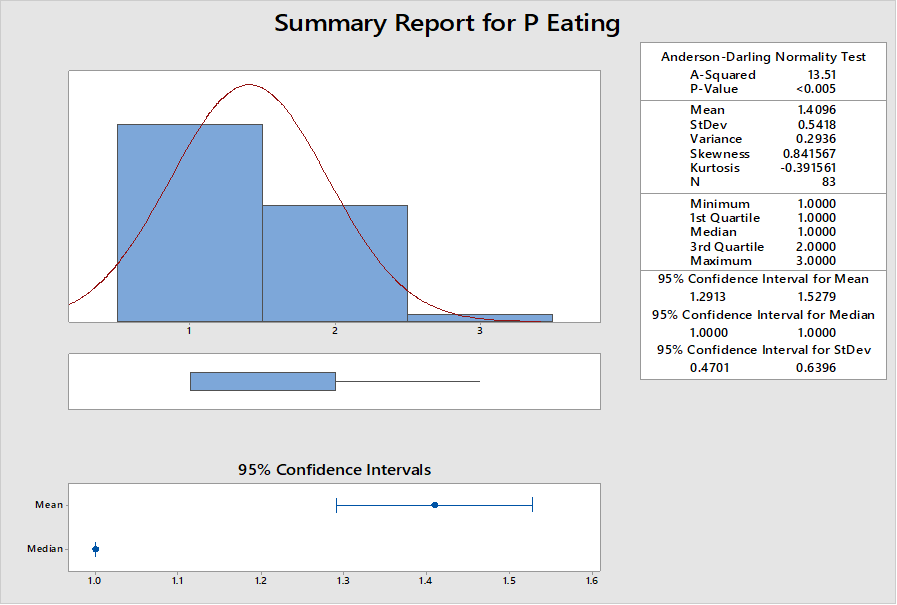 Summary Report for P Eating
1 2 3
Anderson-Darling Normality Test
A-Squared 13.51
P-Value <0.005
Mean 1.4096
StDev 0.5418
Variance 0.2936
Skewness 0.841567
Kurtosis -0.391561
N 83
Minimum 1.0000
1st Quartile 1.0000
Median 1.0000
3rd Quartile 2.0000
Maximum 3.0000
95% Confidence Interval for Mean
1.2913 1.5279
95% Confidence Interval for Median
1.0000 1.0000
95% Confidence Interval for StDev
0.4701 0.6396
95% Confidence Intervals
Mean
Median
1.0 1.1 1.2 1.3 1.4 1.5 1.6